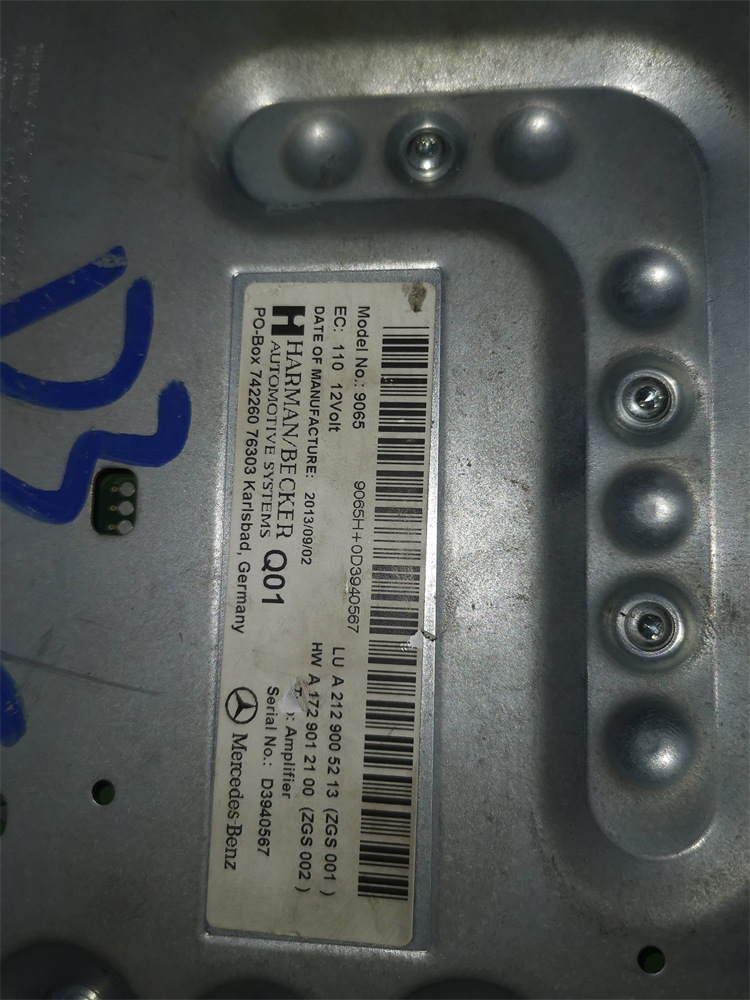 Model No.: 9065
9065H+0D3940567
EC: 110 12Volt
LU A 212 900 52 13 (ZGS 001 )
DATE OF MANUFACTURE: 2013/09/02
HW A 172 901 21 00 (ZGS 002 )
HARMAN/BECKER
AUTOMOTIVE SYSTEMS
Q01
Amplifier
PO-Box 742260 76303 Karlsbad, Germany
Serial No.: D3940567
Mercedes-Benz
D3